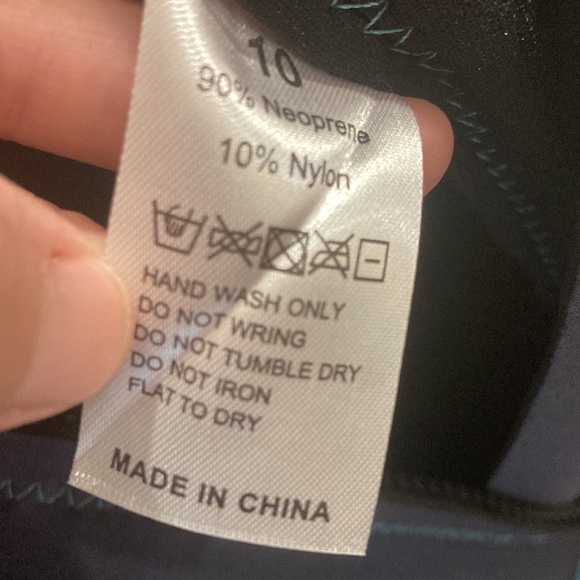 10
90% Neoprene
10% Nylon
HAND WASH ONLY
DO NOT WRING
DO NOT TUMBLE DRY
DO NOT IRON
FLAT TO DRY
MADE IN CHINA